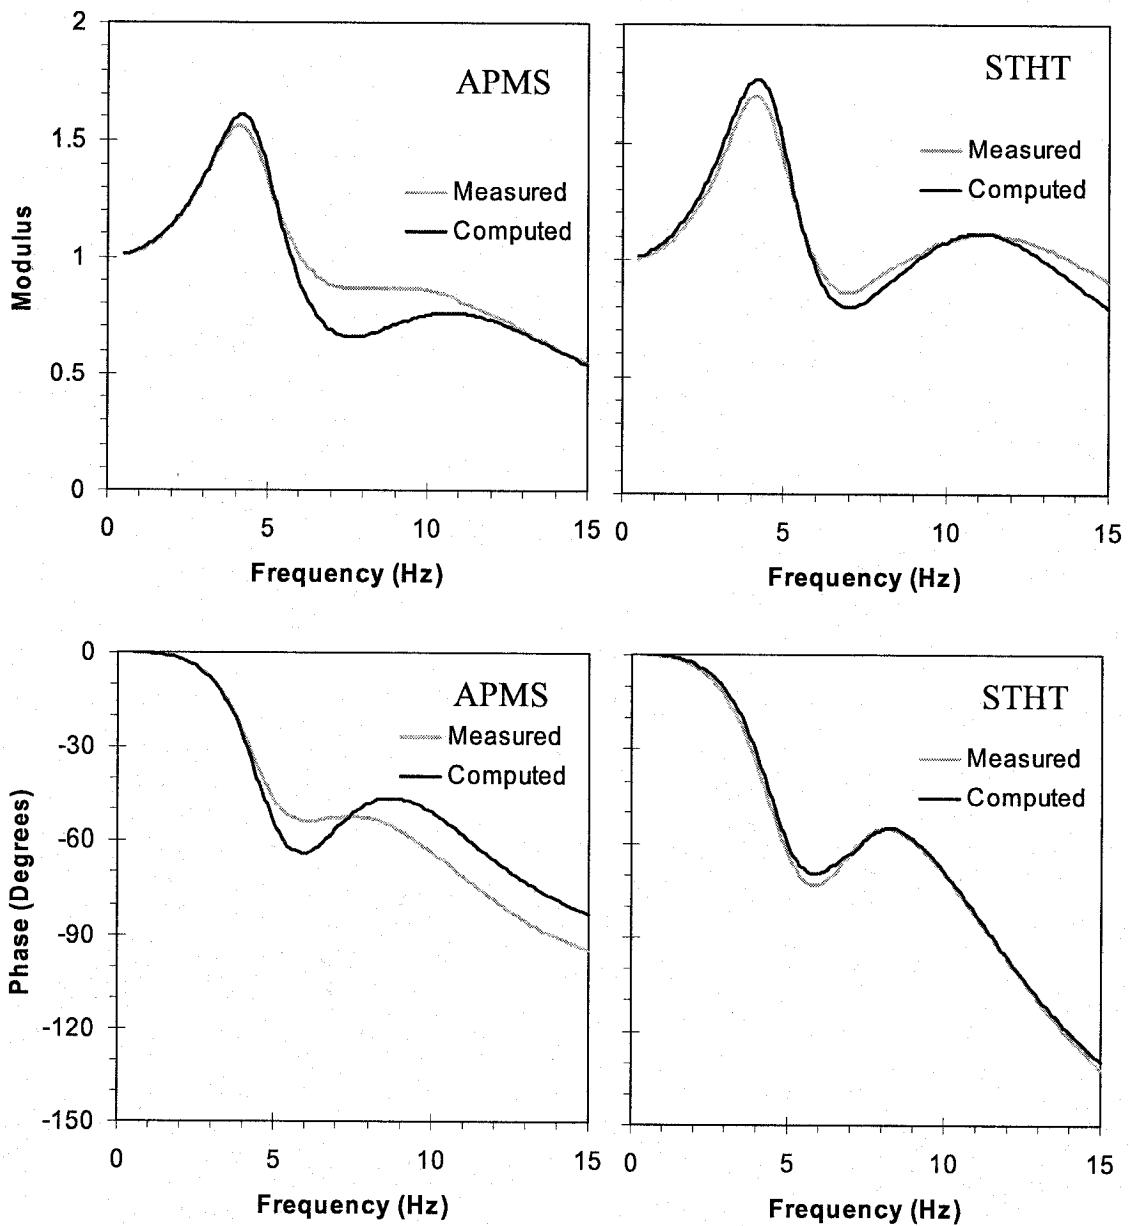 2
1.5
1
0.5
0
Modulus
APMS
Measured
Computed
0 5 10 15
Frequency (Hz)
STHT
Measured
Computed
0 5 10 15
Frequency (Hz)
0
-30
-60
-90
-120
-150
Phase (Degrees)
APMS
Measured
Computed
0 5 10 15
Frequency (Hz)
STHT
Measured
Computed
0 5 10 15
Frequency (Hz)